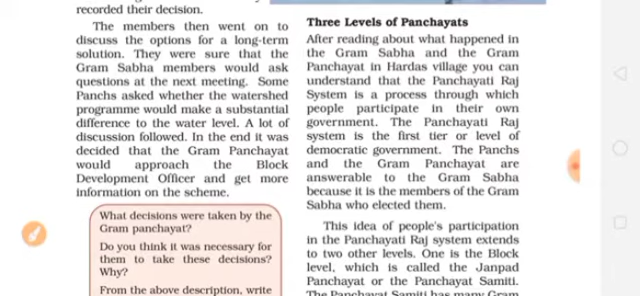 recorded their decision.
The members then went on to
discuss the options for a long-term
solution. They were sure that the
Gram Sabha members would ask
questions at the next meeting. Some
Panchs asked whether the watershed
programme would make a substantial
difference to the water level. A lot of
discussion followed. In the end it was
decided that the Gram Panchayat
would approach the Block
Development Officer and get more
information on the scheme.
What decisions were taken by the
Gram panchayat?
Do you think it was necessary for
them to take these decisions?
Why?
From the above description, write
Three Levels of Panchayats
After reading about what happened in
the Gram Sabha and the Gram
Panchayat in Hardas village you can
understand that the Panchayati Raj
System is a process through which
people participate in their own
government. The Panchayati Raj
system is the first tier or level of
democratic government. The Panchs
and the Gram Panchayat are
answerable to the Gram Sabha
because it is the members of the Gram
Sabha who elected them.
This idea of people's participation
in the Panchayati Raj system extends
to two other levels. One is the Block
level, which is called the Janpad
Panchayat or the Panchayat Samiti.
The Panchayat Samiti has many Gram